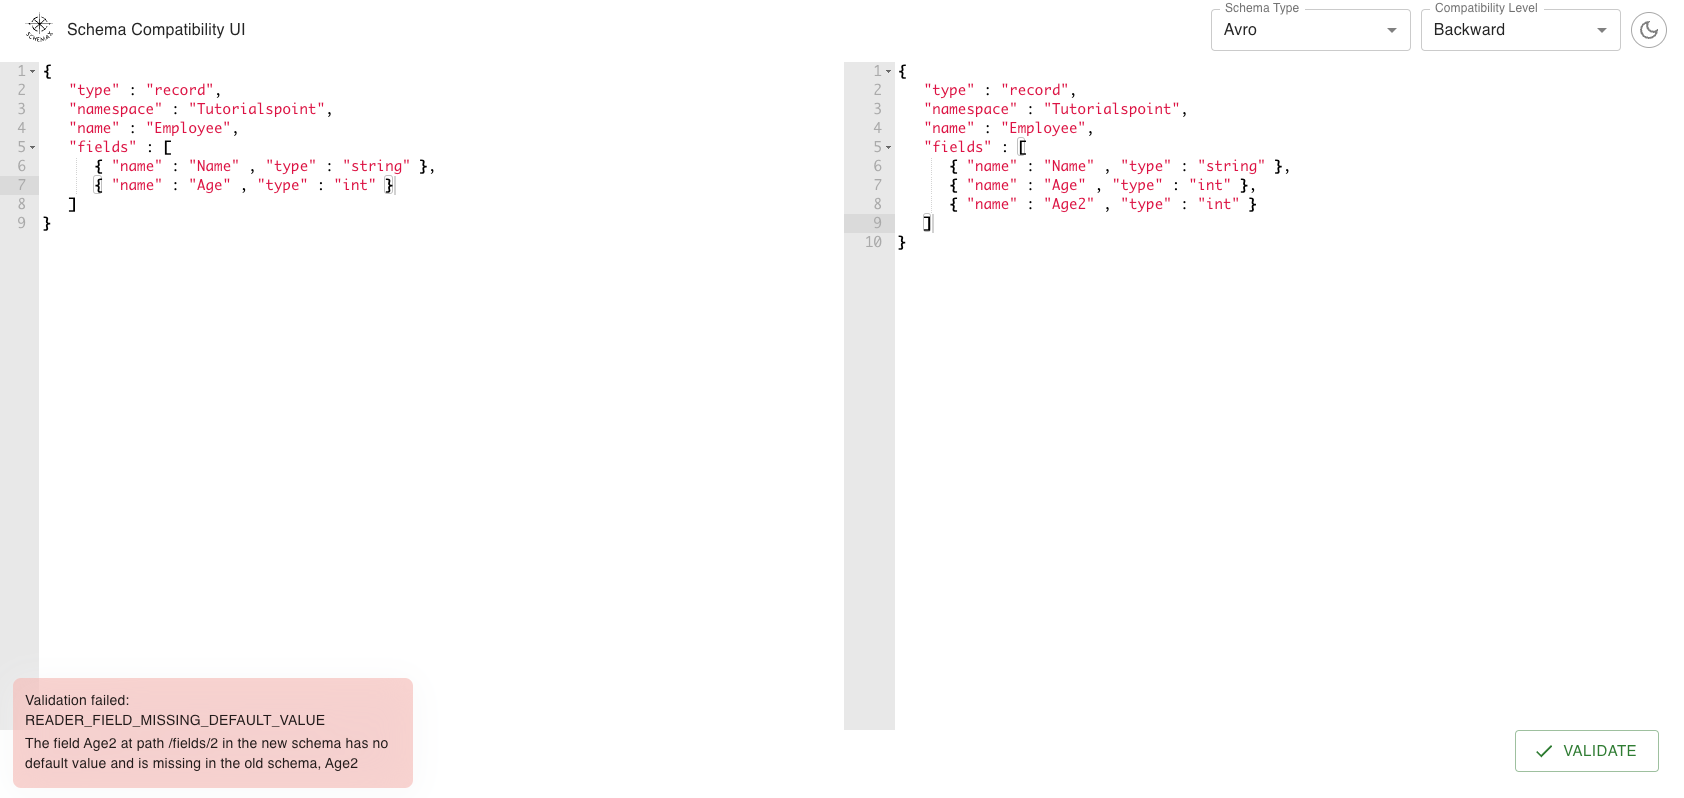 SCHEMAS
Schema Compatibility UI
Schema Type
Avro
Compatibility Level
Backward
1 {
2 "type" : "record",
3 "namespace" : "Tutorialspoint",
4 "name" : "Employee",
5 "fields" : [
6 { "name" : "Name" , "type" : "string" },
7 { "name" : "Age" , "type" : "int" }
8 ]
9 }
1 {
2 "type" : "record",
3 "namespace" : "Tutorialspoint",
4 "name" : "Employee",
5 "fields" : [
6 { "name" : "Name" , "type" : "string" },
7 { "name" : "Age" , "type" : "int" },
8 { "name" : "Age2" , "type" : "int" }
9 ]
10 }
Validation failed:
READER_FIELD_MISSING_DEFAULT_VALUE
The field Age2 at path /fields/2 in the new schema has no
default value and is missing in the old schema, Age2
VALIDATE